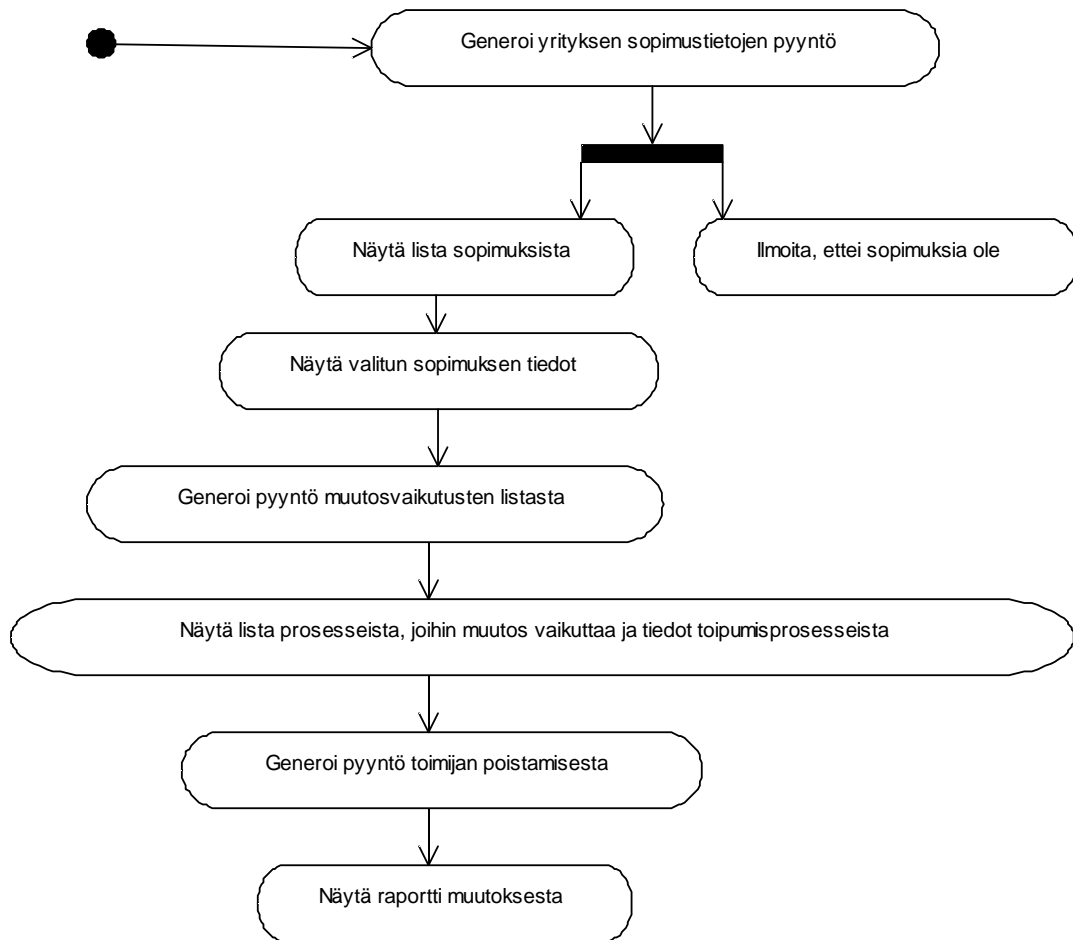 Generoi yrityksen sopimustietojen pyyntö
Näytä lista sopimuksista
Ilmoita, ettei sopimuksia ole
Näytä valitun sopimuksen tiedot
Generoi pyyntö muutosvaikutusten listasta
Näytä lista prosesseista, joihin muutos vaikuttaa ja tiedot toipumisprosesseista
Generoi pyyntö toimijan poistamisesta
Näytä raportti muutoksesta